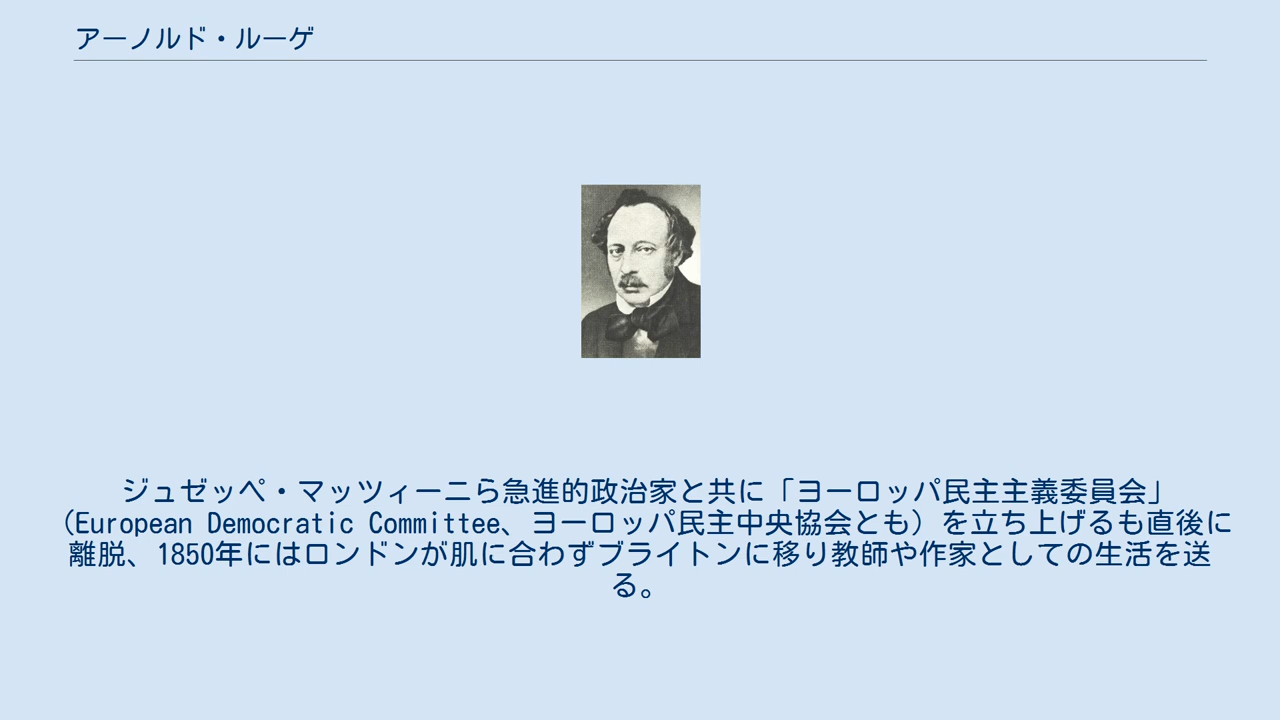 アーノルド・ルーゲ
ジュゼッペ・マッツィーニら急進的政治家と共に「ヨーロッパ民主主義委員会」
（European Democratic Committee、ヨーロッパ民主中央協会とも）を立ち上げるも直後に
離脱、1850年にはロンドンが肌に合わずブライトンに移り教師や作家としての生活を送
る。